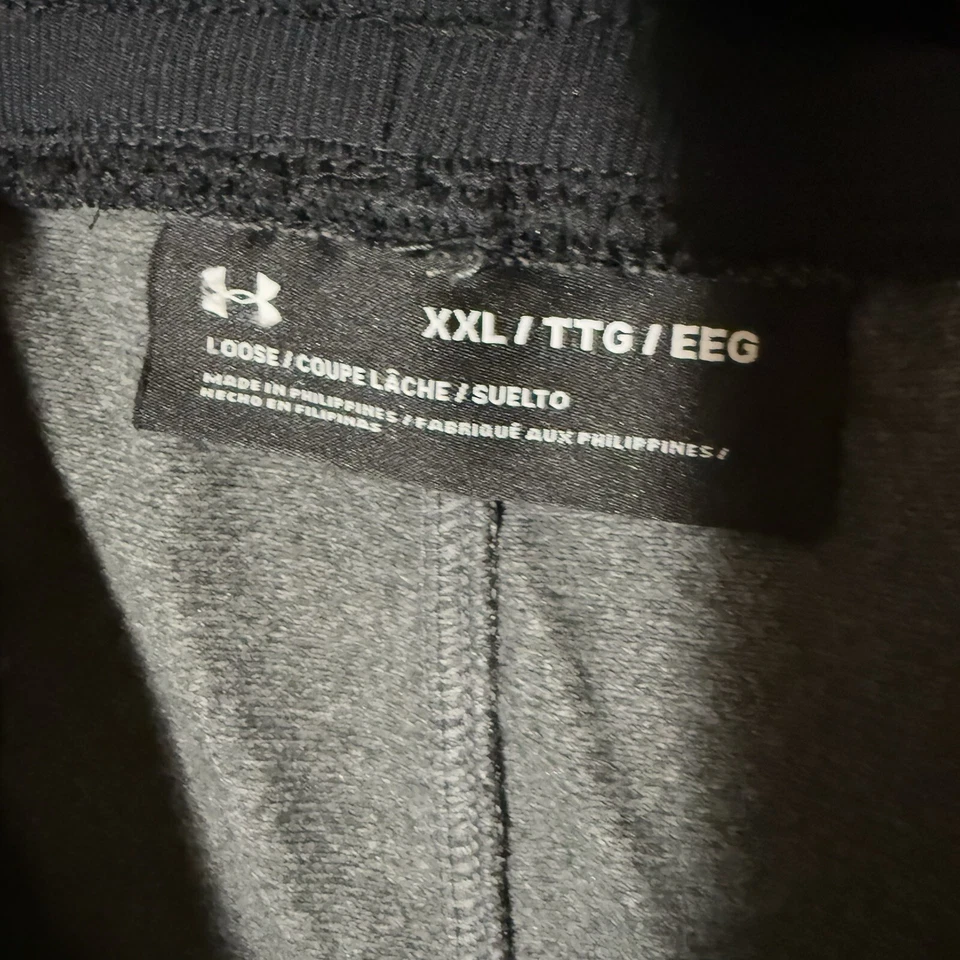 XXL / TTG / EEG
LOOSE / COUPE LÂCHE / SUELTO
MADE IN PHILIPPINES / FABRIQUÉ AUX PHILIPPINES /
HECHO EN FILIPINAS